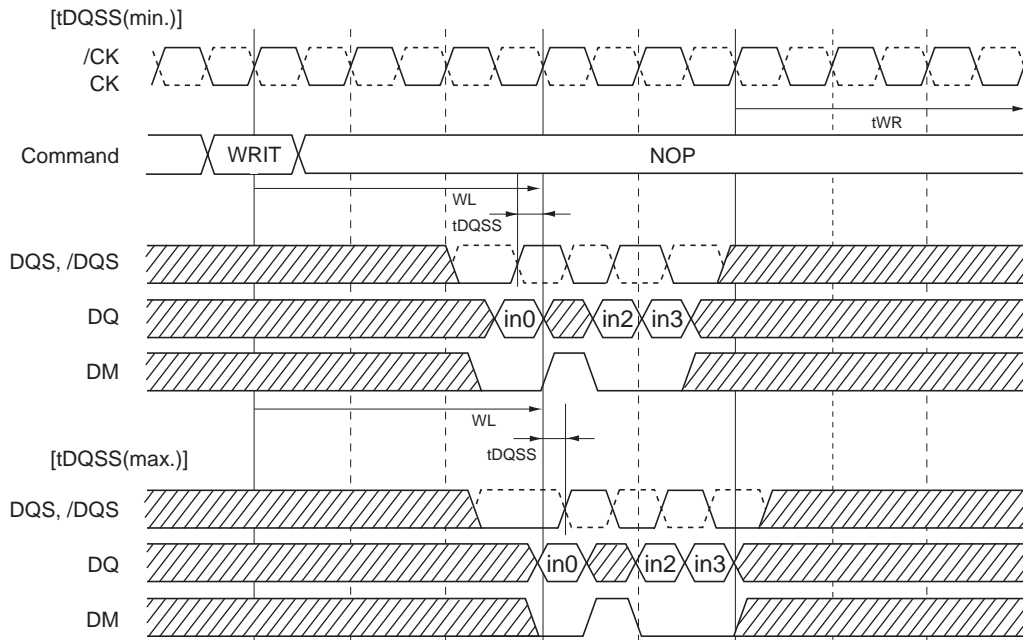 [tDQSS(min.)]
/CK
CK
tWR
Command WRIT NOP
WL
tDQSS
DQS, /DQS
DQ in0 in2 in3
DM
WL
tDQSS
[tDQSS(max.)]
DQS, /DQS
DQ in0 in2 in3
DM